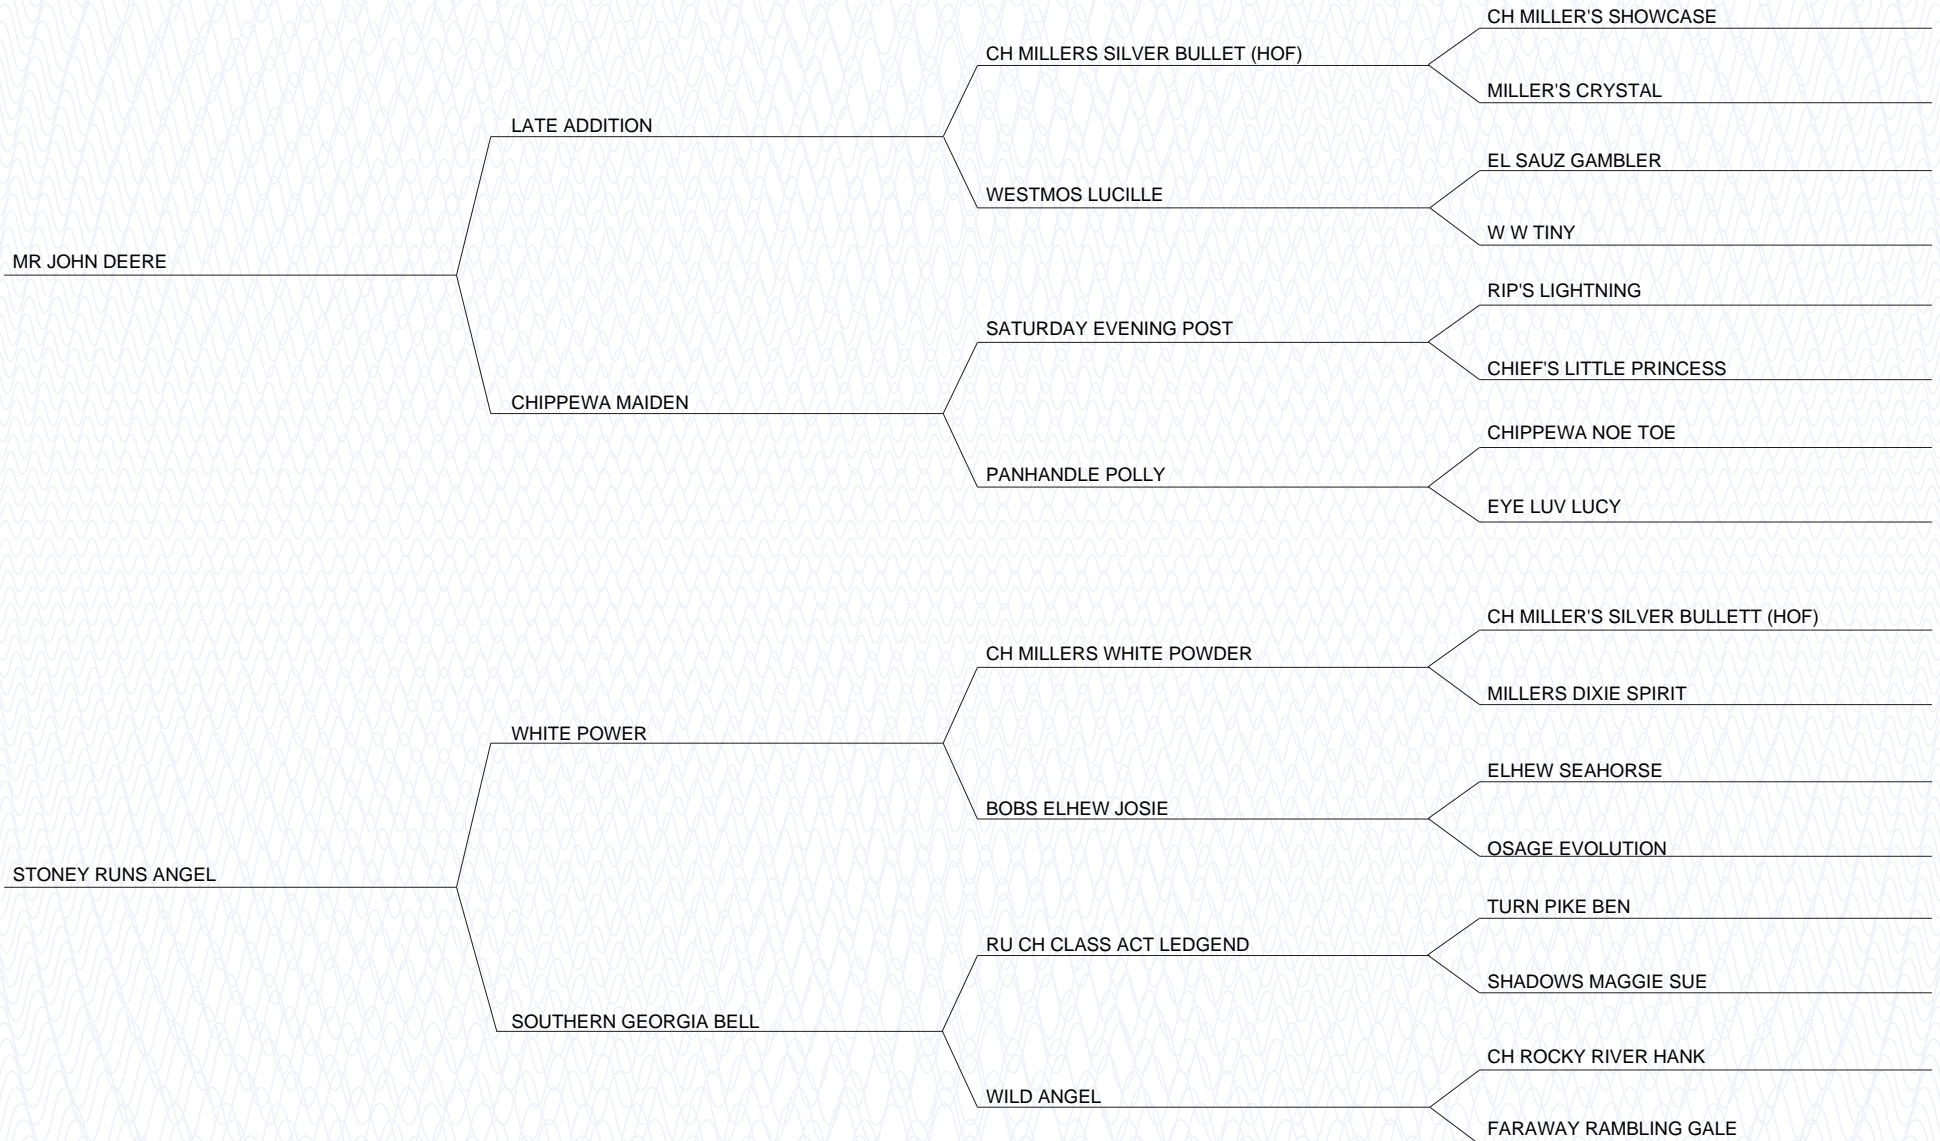 CH MILLER'S SHOWCASE
CH MILLERS SILVER BULLET (HOF)
MILLER'S CRYSTAL
LATE ADDITION
EL SAUZ GAMBLER
WESTMOS LUCILLE
W W TINY
MR JOHN DEERE
RIP'S LIGHTNING
SATURDAY EVENING POST
CHIEF'S LITTLE PRINCESS
CHIPPEWA MAIDEN
CHIPPEWA NOE TOE
PANHANDLE POLLY
EYE LUV LUCY
CH MILLER'S SILVER BULLETT (HOF)
CH MILLERS WHITE POWDER
MILLERS DIXIE SPIRIT
WHITE POWER
ELHEW SEAHORSE
BOBS ELHEW JOSIE
OSAGE EVOLUTION
STONEY RUNS ANGEL
TURN PIKE BEN
RU CH CLASS ACT LEDGEND
SHADOWS MAGGIE SUE
SOUTHERN GEORGIA BELL
CH ROCKY RIVER HANK
WILD ANGEL
FARAWAY RAMBLING GALE